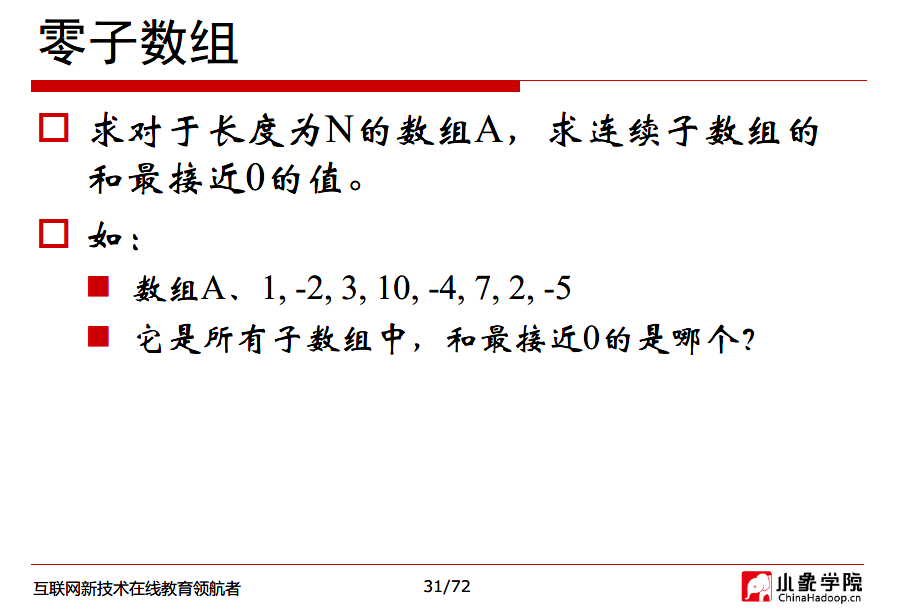 零子数组
求对于长度为N的数组A，求连续子数组的
和最接近0的值。
如：
数组A、1, -2, 3, 10, -4, 7, 2, -5
它是所有子数组中，和最接近0的是哪个？
互联网新技术在线教育领航者
31/72
小象学院
ChinaHadoop.cn